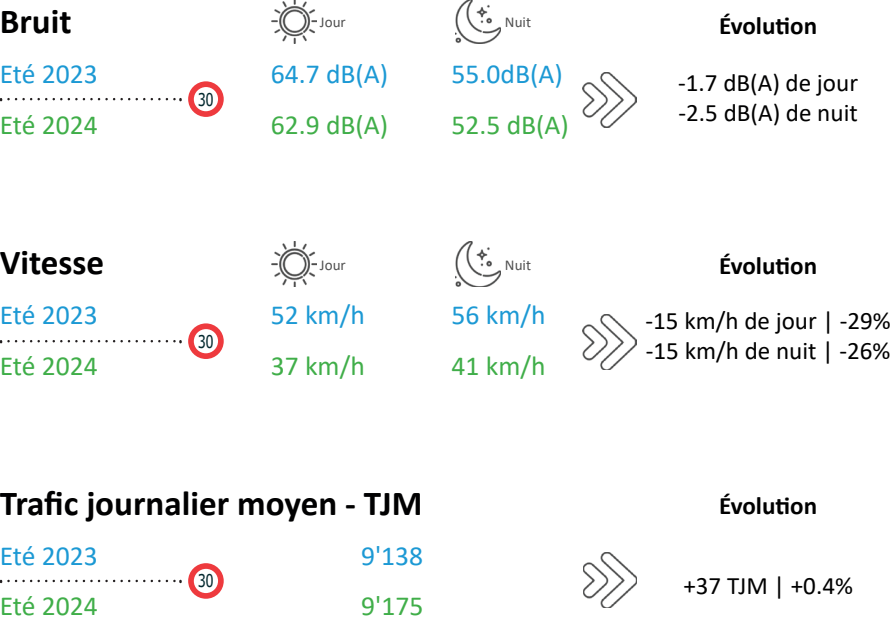 Bruit Jour Nuit Évolution
Eté 2023 64.7 dB(A) 55.0dB(A)
-1.7 dB(A) de jour
30
-2.5 dB(A) de nuit
Eté 2024 62.9 dB(A) 52.5 dB(A)
Vitesse Jour Nuit Évolution
Eté 2023 52 km/h 56 km/h
-15 km/h de jour | -29%
30
-15 km/h de nuit | -26%
Eté 2024 37 km/h 41 km/h
Trafic journalier moyen - TJM Évolution
Eté 2023 9'138
30
+37 TJM | +0.4%
Eté 2024 9'175